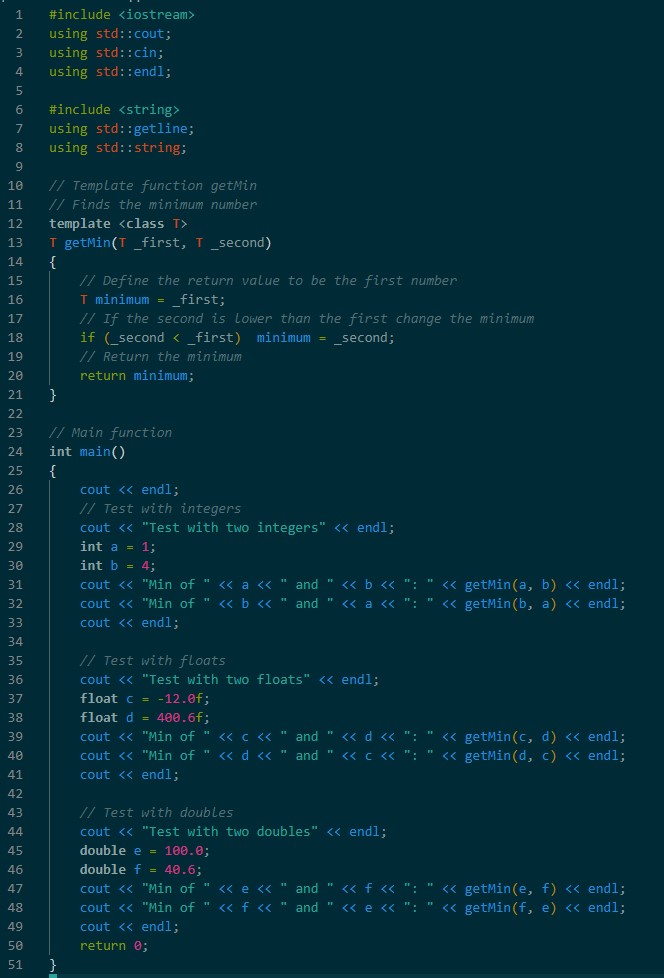 1 #include <iostream>
2 using std::cout;
3 using std::cin;
4 using std::endl;
5
6 #include <string>
7 using std::getline;
8 using std::string;
9
10 // Template function getMin
11 // Finds the minimum number
12 template <class T>
13 T getMin(T _first, T _second)
14 {
15     // Define the return value to be the first number
16     T minimum = _first;
17     // If the second is lower than the first change the minimum
18     if (_second < _first)  minimum = _second;
19     // Return the minimum
20     return minimum;
21 }
22
23 // Main function
24 int main()
25 {
26     cout << endl;
27     // Test with integers
28     cout << "Test with two integers" << endl;
29     int a = 1;
30     int b = 4;
31     cout << "Min of " << a << " and " << b << ": " << getMin(a, b) << endl;
32     cout << "Min of " << b << " and " << a << ": " << getMin(b, a) << endl;
33     cout << endl;
34
35     // Test with floats
36     cout << "Test with two floats" << endl;
37     float c = -12.0f;
38     float d = 400.6f;
39     cout << "Min of " << c << " and " << d << ": " << getMin(c, d) << endl;
40     cout << "Min of " << d << " and " << c << ": " << getMin(d, c) << endl;
41     cout << endl;
42
43     // Test with doubles
44     cout << "Test with two doubles" << endl;
45     double e = 100.0;
46     double f = 40.6;
47     cout << "Min of " << e << " and " << f << ": " << getMin(e, f) << endl;
48     cout << "Min of " << f << " and " << e << ": " << getMin(f, e) << endl;
49     cout << endl;
50     return 0;
51 }